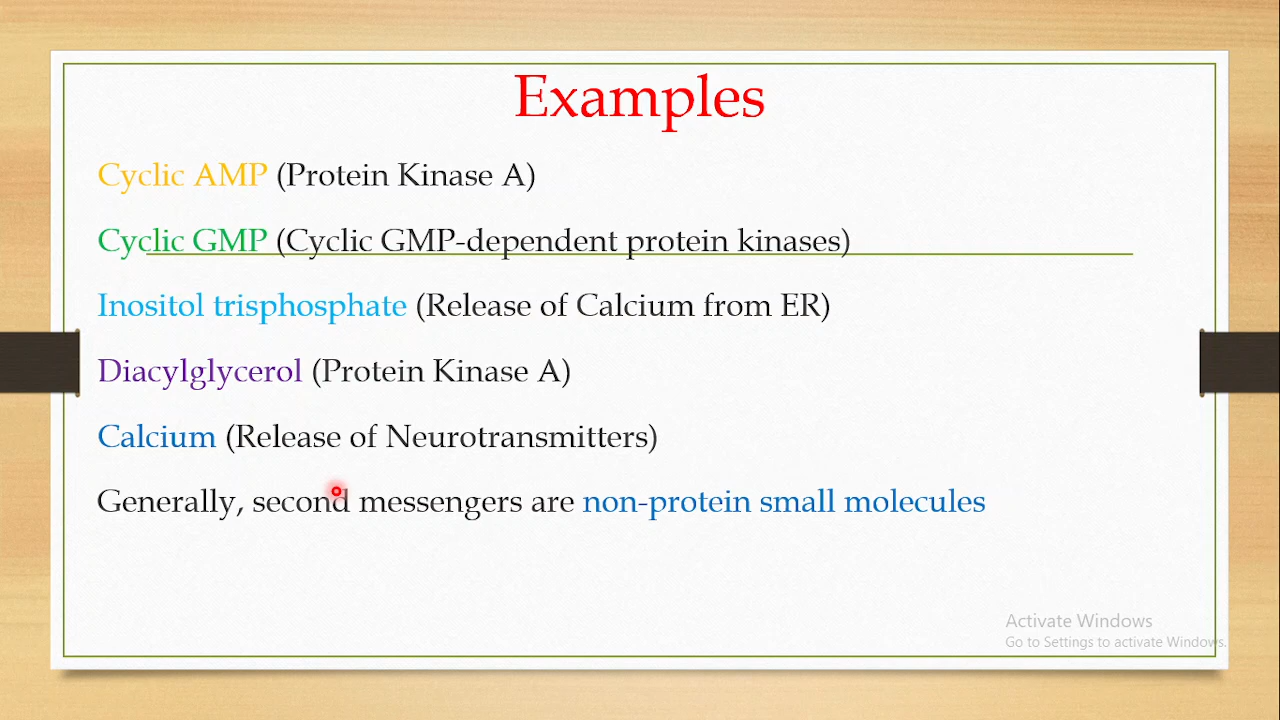 Examples
Cyclic AMP (Protein Kinase A)
Cyclic GMP (Cyclic GMP-dependent protein kinases)
Inositol trisphosphate (Release of Calcium from ER)
Diacylglycerol (Protein Kinase A)
Calcium (Release of Neurotransmitters)
Generally, second messengers are non-protein small molecules
Activate Windows
Go to Settings to activate Windows.